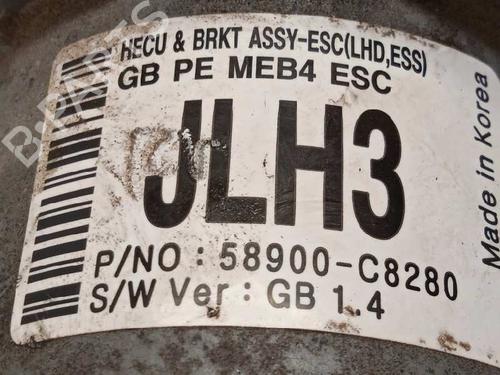 HECU & BRKT ASSY-ESC(LHD,ESS)
GB PE MEB4 ESC
JLH3
P/NO : 58900-C8280
S/W Ver : GB 1.4
Made in Korea
B-PARTS